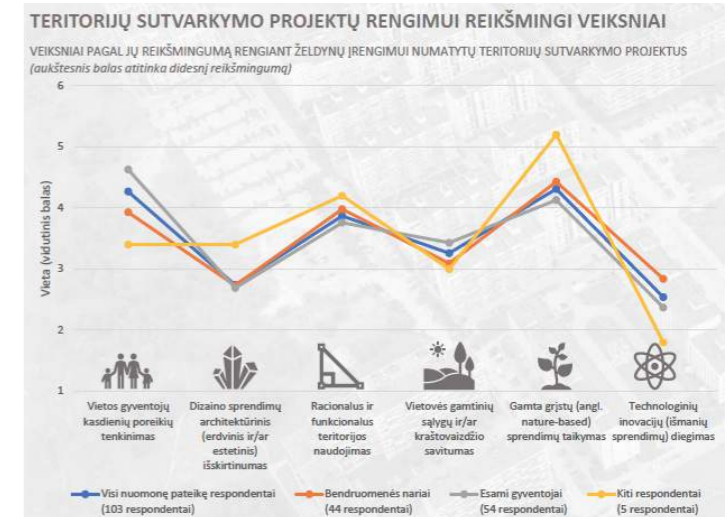 TERITORIJŲ SUTVARKYMO PROJEKTŲ RENGIMUI REIKŠMINGI VEIKSNIAI
VEIKSNIAI PAGAL JŲ REIKŠMINGUMĄ RENGIANT ŽELDYNŲ ĮRENGIMUI NUMATYTŲ TERITORIJŲ SUTVARKYMO PROJEKTUS
(aukštesnis balas atitinka didesnį reikšmingumą)
Vieta (vidutinis balas)
6
5
4
3
2
1
Vietos gyventojų
kasdienių poreikių
tenkinimas
Dizaino sprendimų
architektūrinis
(erdvinis ir/ar
estetinis)
išskirtinumas
Racionalus ir
funkcionalus
teritorijos
naudojimas
Vietovės gamtinių
sąlygų ir/ar
kraštovaizdžio
savitumas
Gamta grįstų (angl.
nature-based)
sprendimų taikymas
Technologinių
inovacijų (išmanių
sprendimų) diegimas
Visi nuomonę pateikę respondentai
(103 respondentai)
Bendruomenės nariai
(44 respondentai)
Esami gyventojai
(54 respondentai)
Kiti respondentai
(5 respondentai)